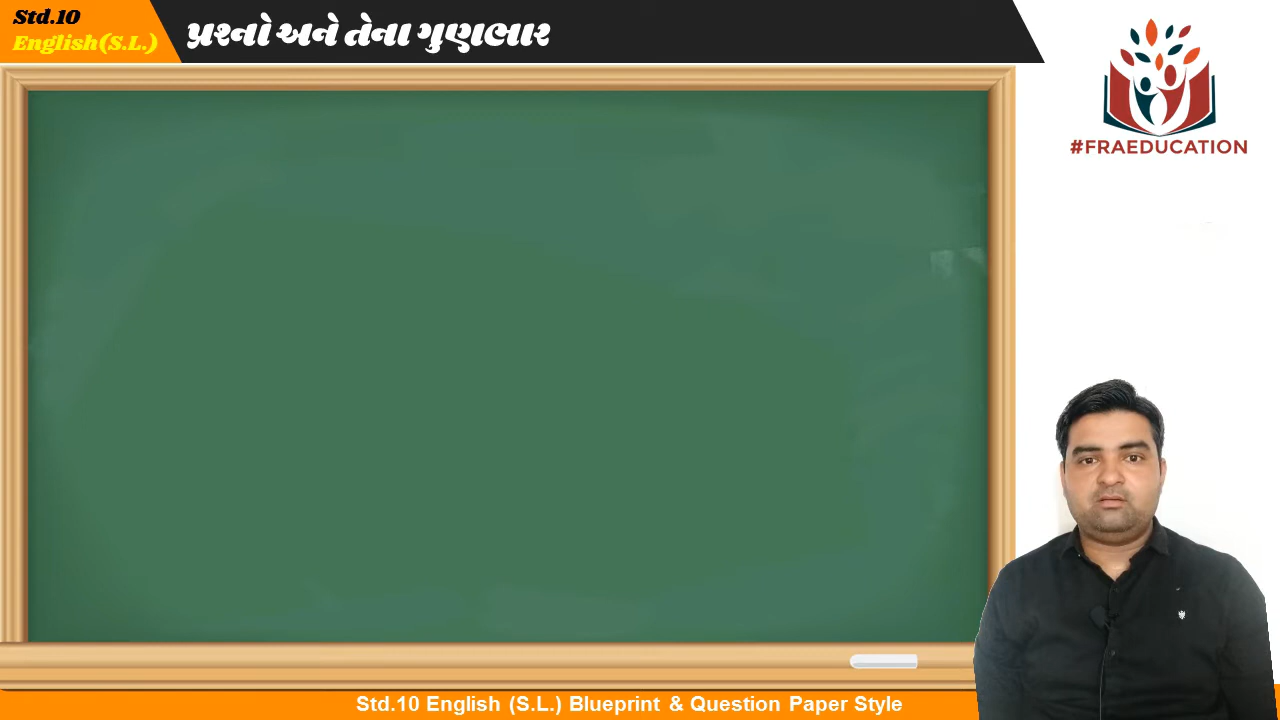 Std.10
English(S.L.)
પ્રશ્નો અને તેના ગુણભાર
#FRAEDUCATION
Std.10 English (S.L.) Blueprint & Question Paper Style